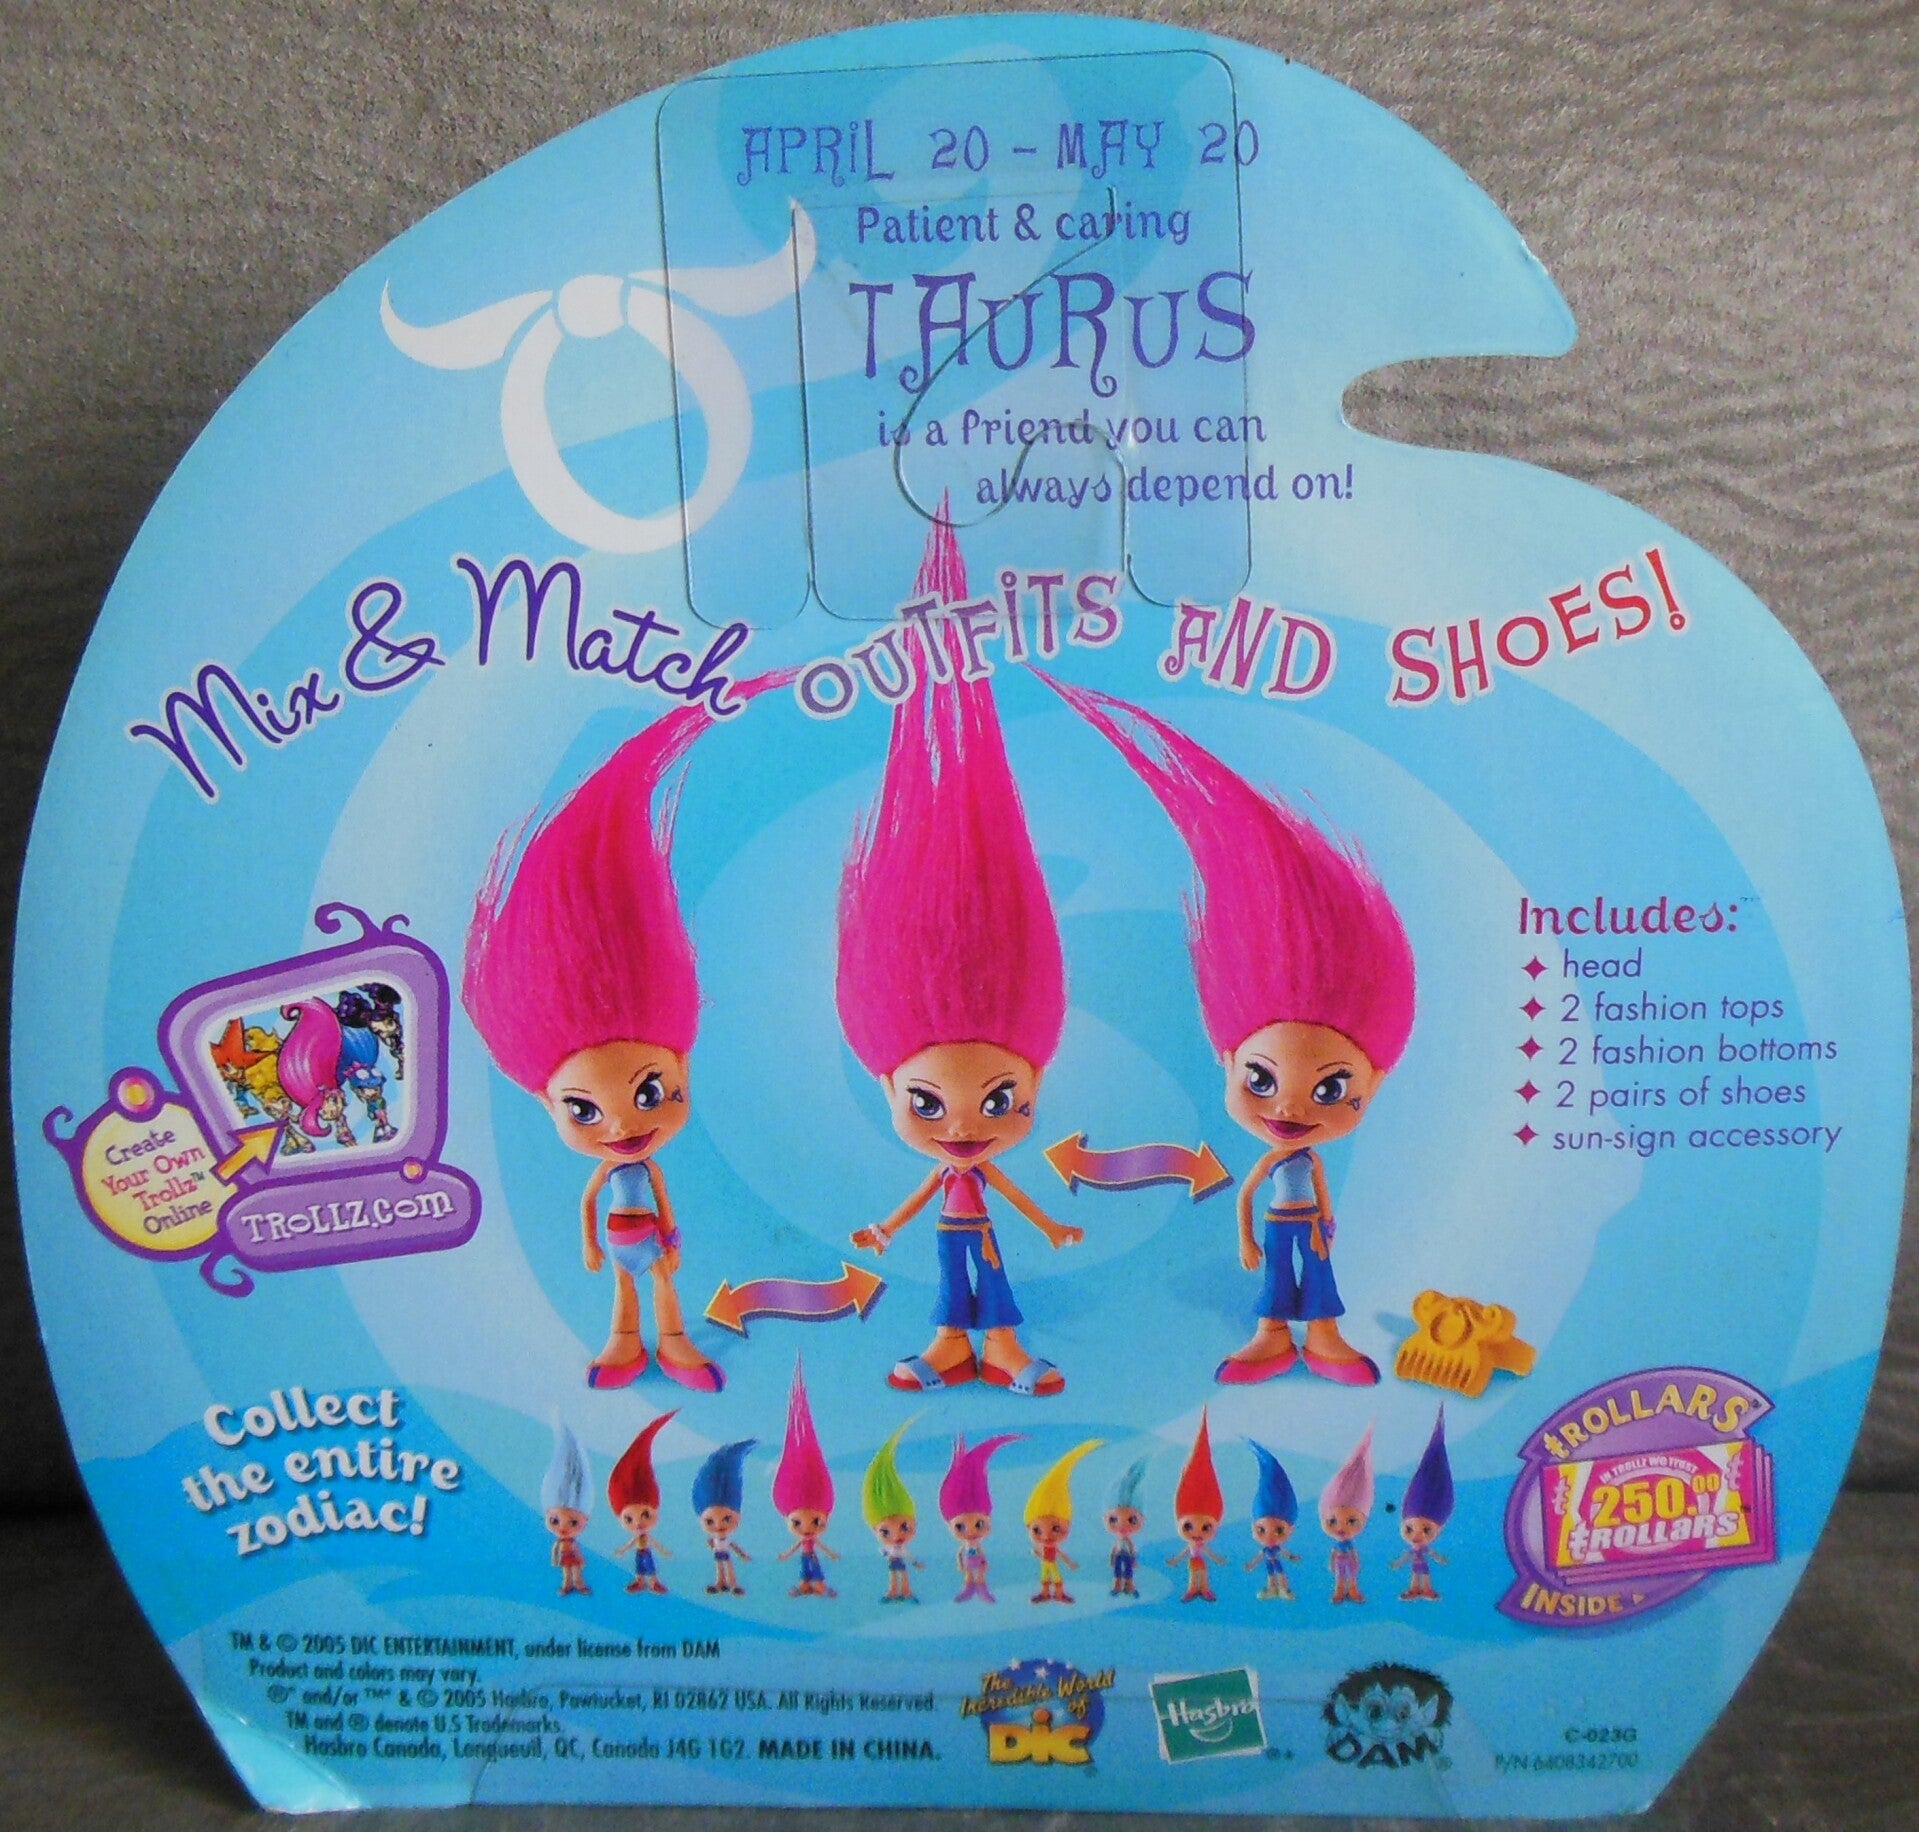 APRIL 20 - MAY 20
Patient & caring
TAURUS
is a friend you can
always depend on!
Mix & Match OUTFITS AND SHOES!
Includes:
✦ head
✦ 2 fashion tops
✦ 2 fashion bottoms
✦ 2 pairs of shoes
✦ sun-sign accessory
Create
Your Own
Trollz™
Online
TROLLZ.COM
Collect
the entire
zodiac!
tROLLARS
IN TROLLZ WE TRUST
250.00
tROLLARS
INSIDE
TM & © 2005 DIC ENTERTAINMENT, under license from DAM
Product and colors may vary.
®* and/or ™* & © 2005 Hasbro, Pawtucket, RI 02862 USA. All Rights Reserved.
TM and ® denote U.S Trademarks.
Hasbro Canada, Longueuil, QC, Canada J4G 1G2. MADE IN CHINA.
The
Incredible World
of
DIC
Hasbro
DAM
C-023G
P/N 6408342700